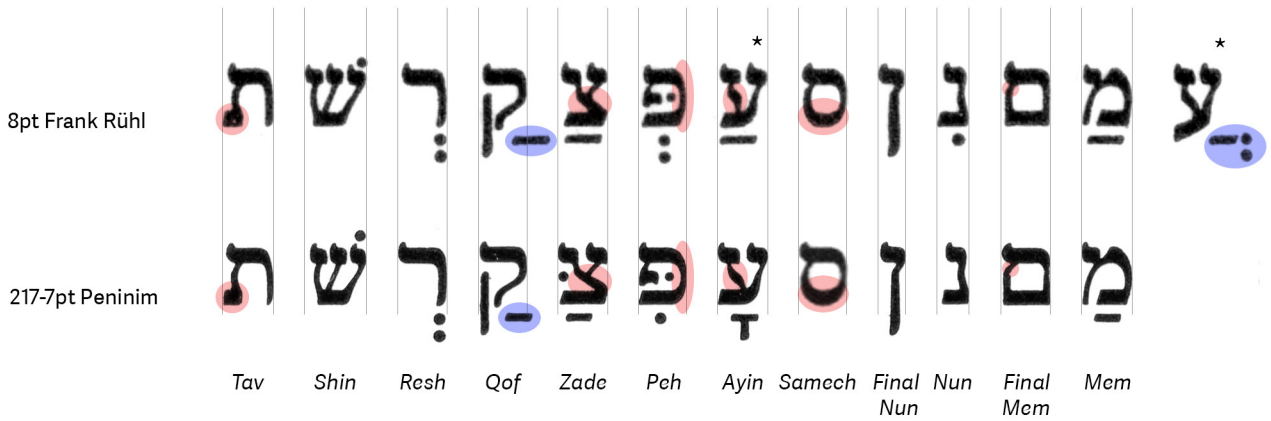 * *
8pt Frank Rühl ת שׁ רְ קַ צַ פְּ עַ ס ן נִ ם מַ עֲ
217-7pt Peninim ת שׁ רְ קַ צַּ פִּ עָ ס ן נ ם מַ
Tav Shin Resh Qof Zade Peh Ayin Samech Final Nun Final Mem
Nun Mem